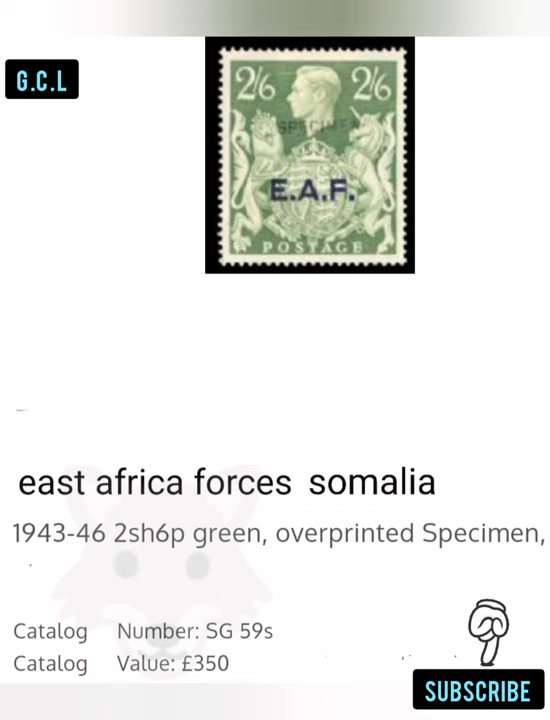 G.C.L
2/6 2/6
SPECIMEN
E.A.F.
POSTAGE
east africa forces somalia
1943-46 2sh6p green, overprinted Specimen,
Catalog Number: SG 59s
Catalog Value: £350
SUBSCRIBE